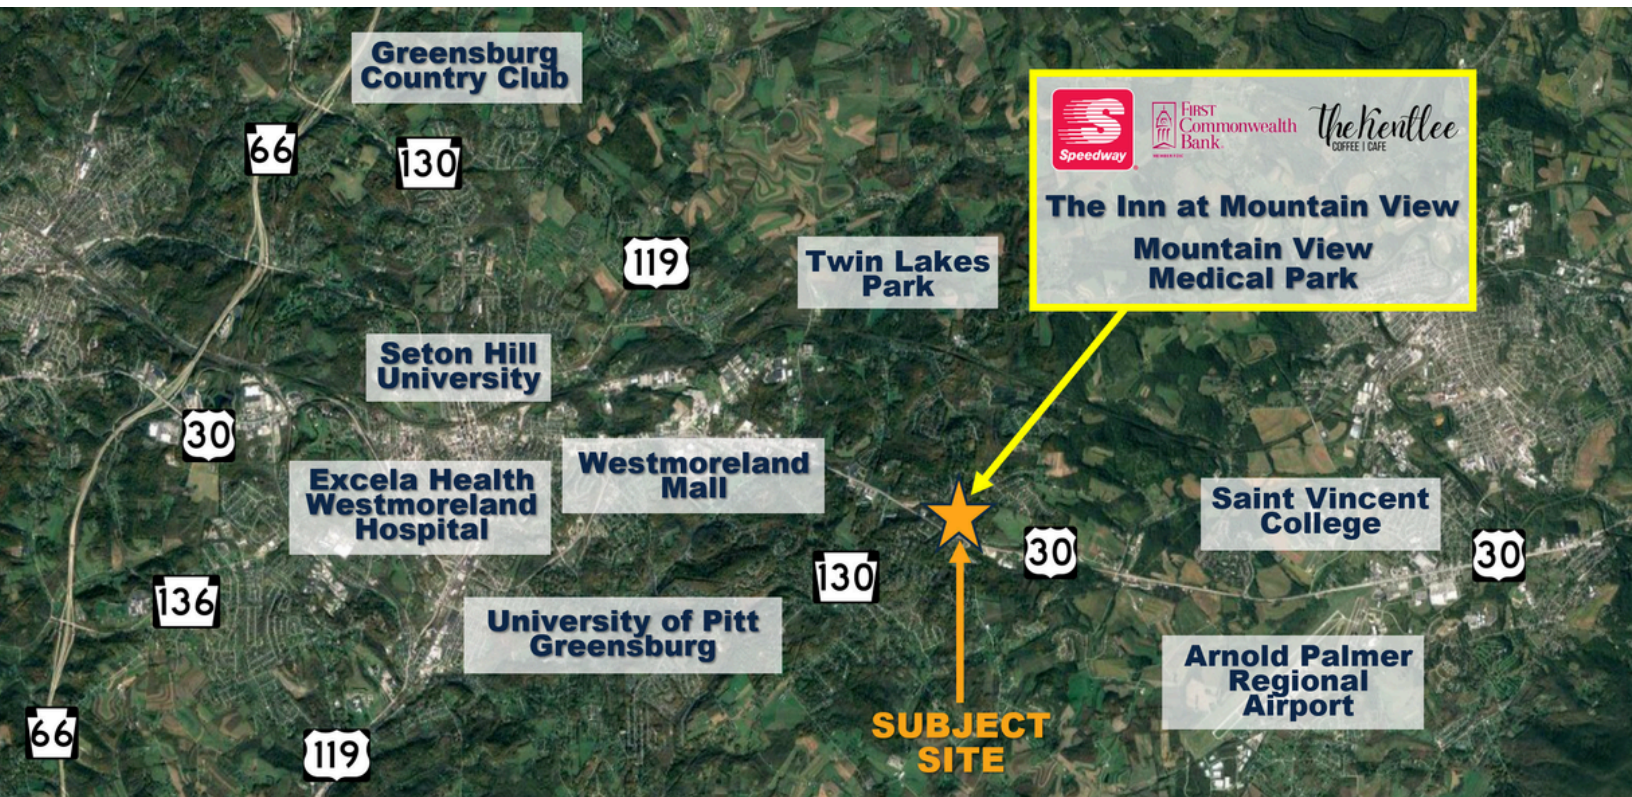 Greensburg
Country Club
66
130
Speedway
First
Commonwealth
Bank
the Kentlee
COFFEE | CAFE
The Inn at Mountain View
Mountain View
Medical Park
119
Twin Lakes
Park
Seton Hill
University
30
Westmoreland
Mall
Excela Health
Westmoreland
Hospital
Saint Vincent
College
30
30
130
136
University of Pitt
Greensburg
Arnold Palmer
Regional
Airport
66
119
SUBJECT
SITE